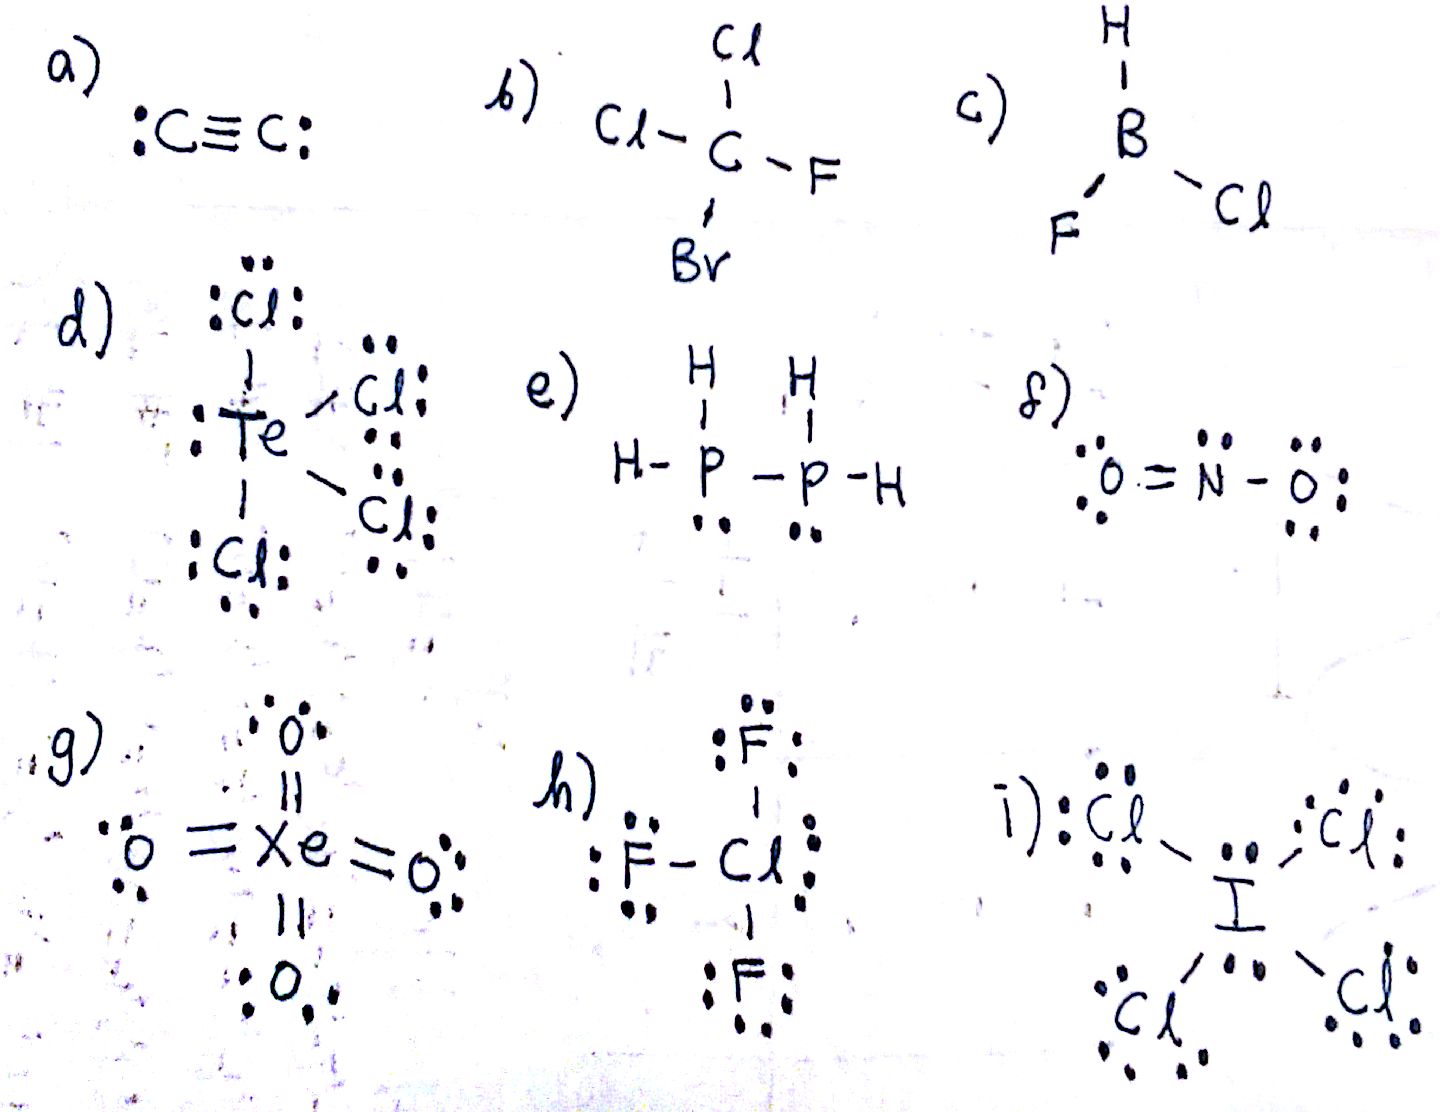 a) :C≡C:
b) Cl Cl - C - F Br
c) H B F Cl
d) :Cl: :Te Cl: Cl: :Cl:
e) H H H - P - P - H
f) O = N - O:
g) O O = Xe = O: :O
h) :F: :F - Cl: :F:
i) :Cl Cl: I Cl Cl